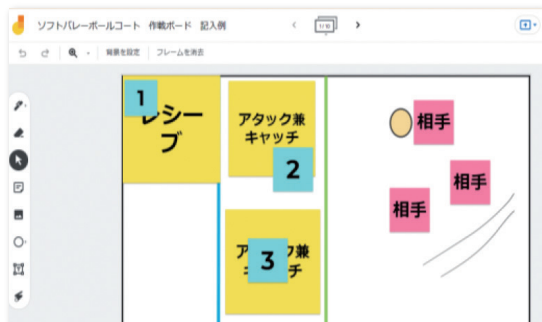 ソフトバレーボールコート 作戦ボード 記入例
1/10
背景を設定 フレームを消去
1
レシー
ブ
アタック兼
キャッチ
2
3
相手
相手
相手